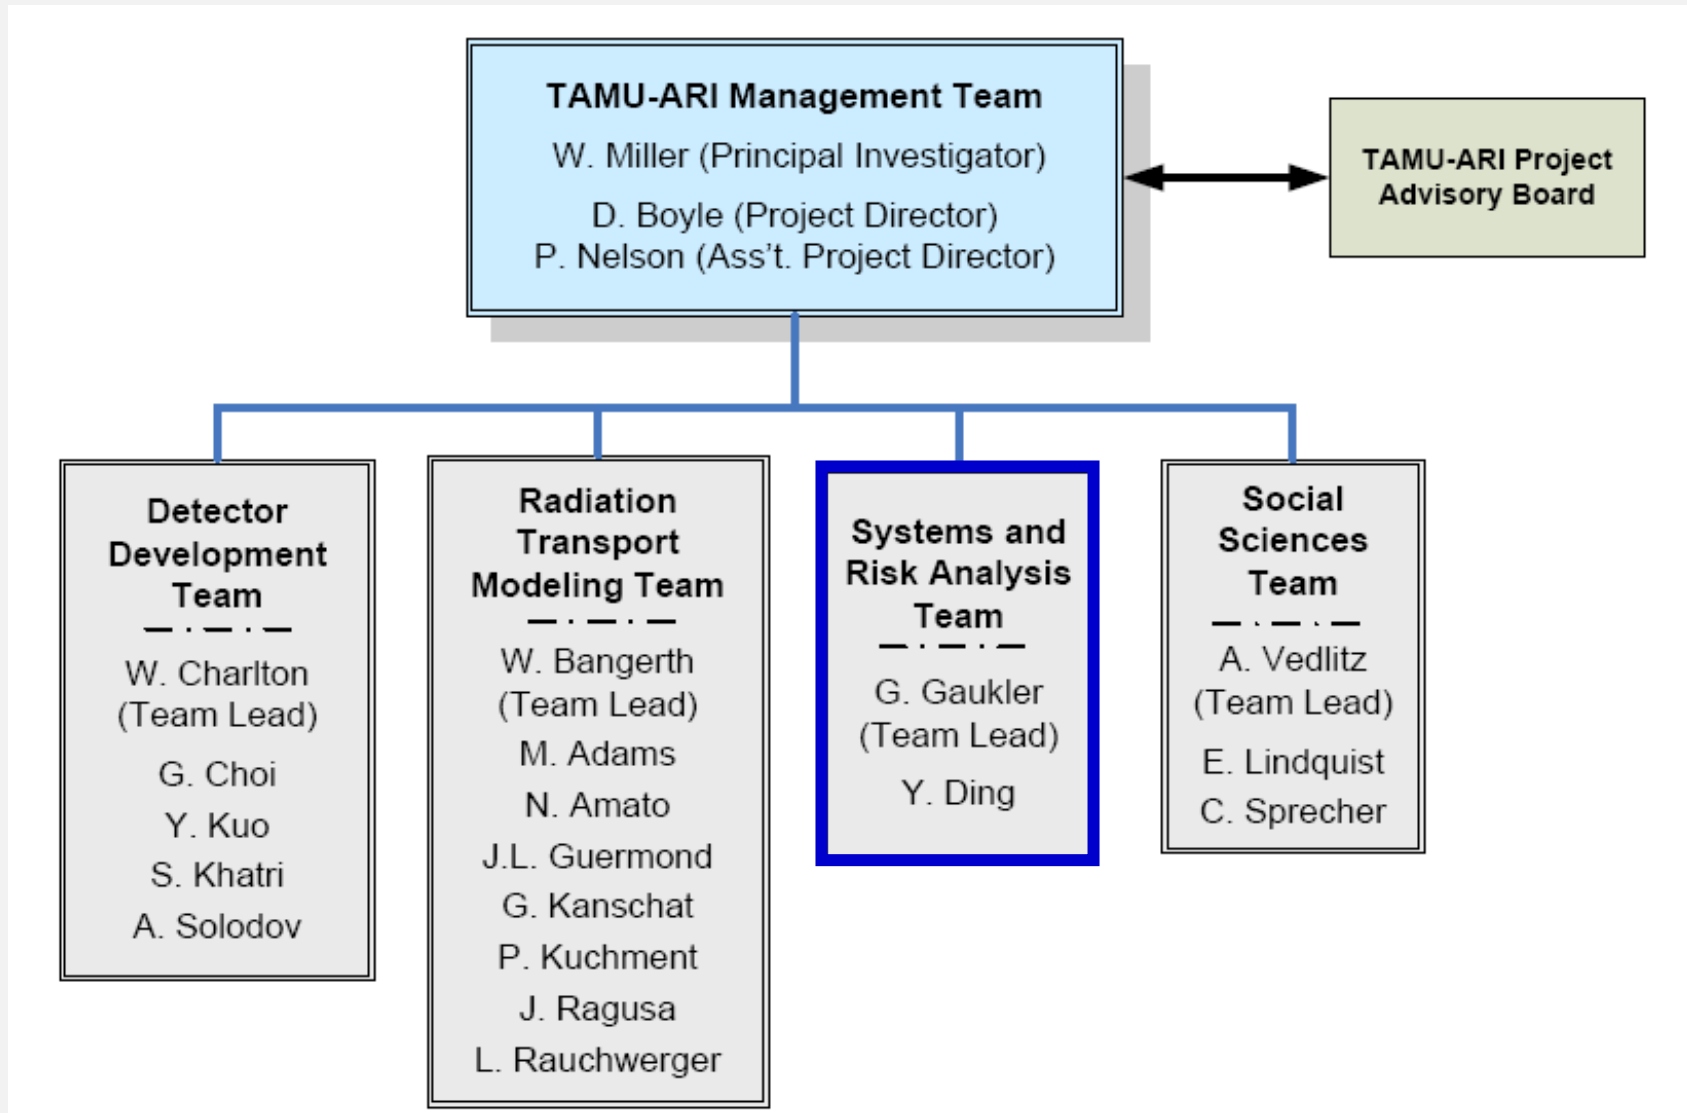 TAMU-ARI Management Team
W. Miller (Principal Investigator)
D. Boyle (Project Director)
P. Nelson (Ass't. Project Director)
TAMU-ARI Project
Advisory Board
Detector
Development
Team
W. Charlton
(Team Lead)
G. Choi
Y. Kuo
S. Khatri
A. Solodov
Radiation
Transport
Modeling Team
W. Bangerth
(Team Lead)
M. Adams
N. Amato
J.L. Guermond
G. Kanschat
P. Kuchment
J. Ragusa
L. Rauchwerger
Systems and
Risk Analysis
Team
G. Gaukler
(Team Lead)
Y. Ding
Social
Sciences
Team
A. Vedlitz
(Team Lead)
E. Lindquist
C. Sprecher